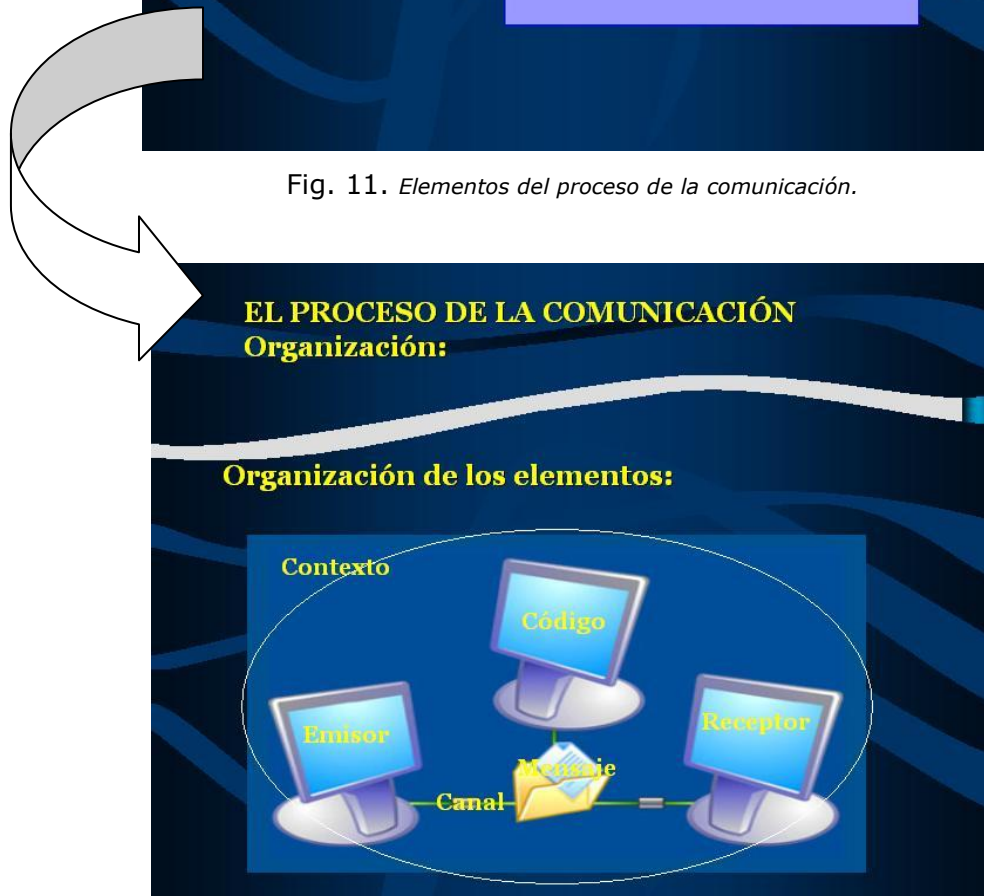 Fig. 11. Elementos del proceso de la comunicación.
EL PROCESO DE LA COMUNICACIÓN
Organización:
Organización de los elementos:
Contexto
Código
Emisor
Receptor
Mensaje
Canal